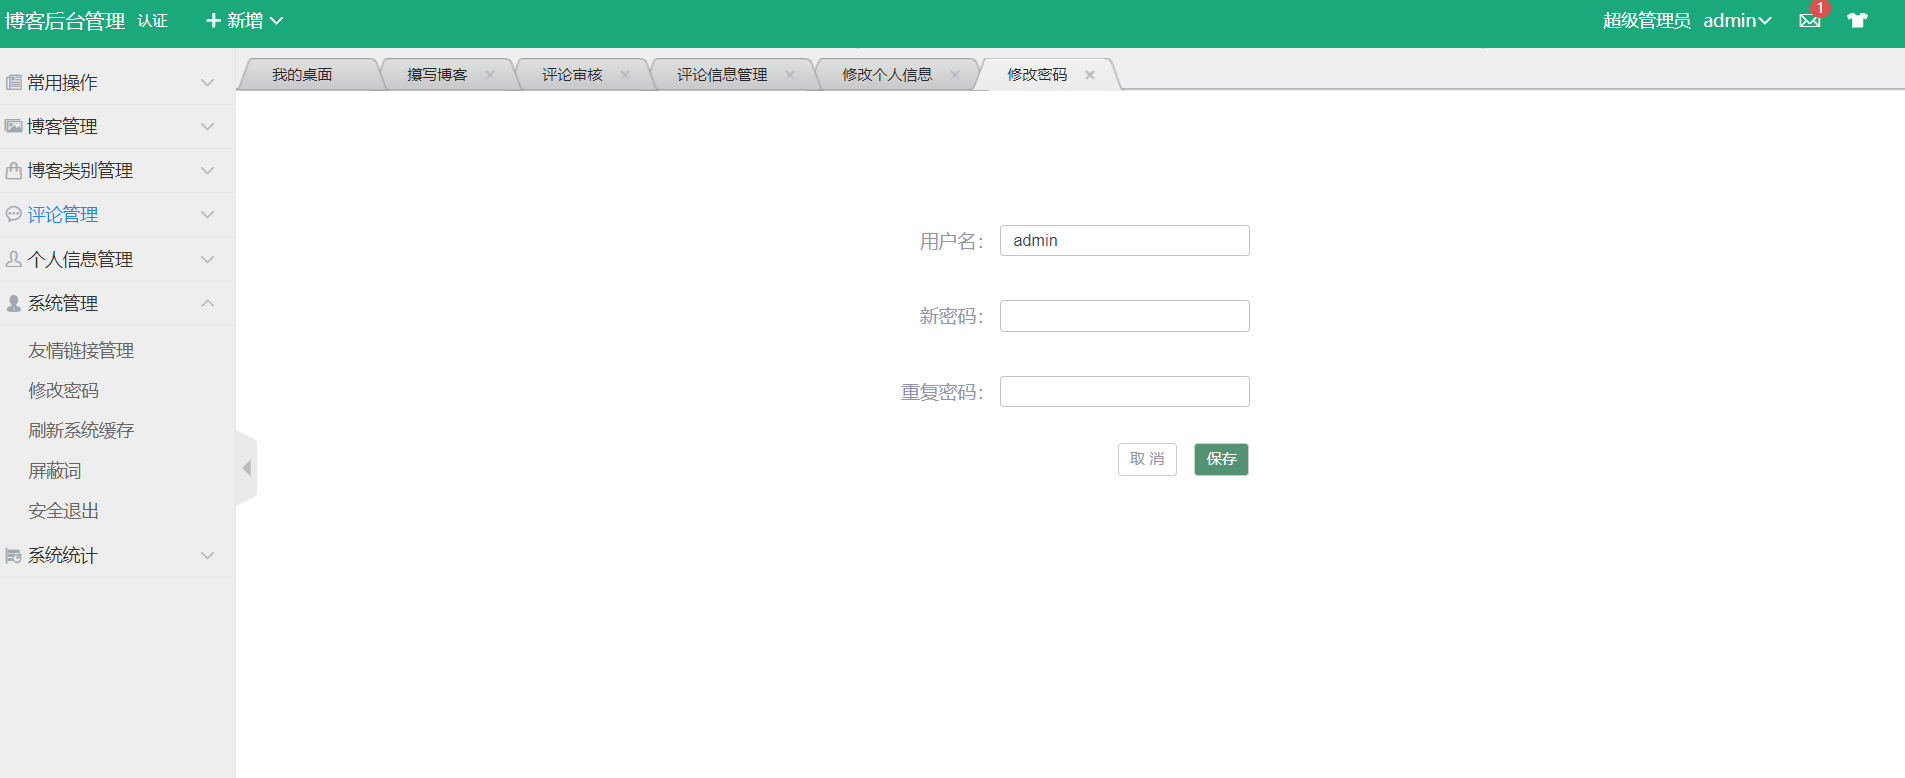 博客后台管理 认证 新增 超级管理员 admin 1
我的桌面 撰写博客 评论审核 评论信息管理 修改个人信息 修改密码
常用操作
博客管理
博客类别管理
评论管理
个人信息管理
系统管理
友情链接管理
修改密码
刷新系统缓存
屏蔽词
安全退出
系统统计
用户名： admin
新密码：
重复密码：
取 消 保存